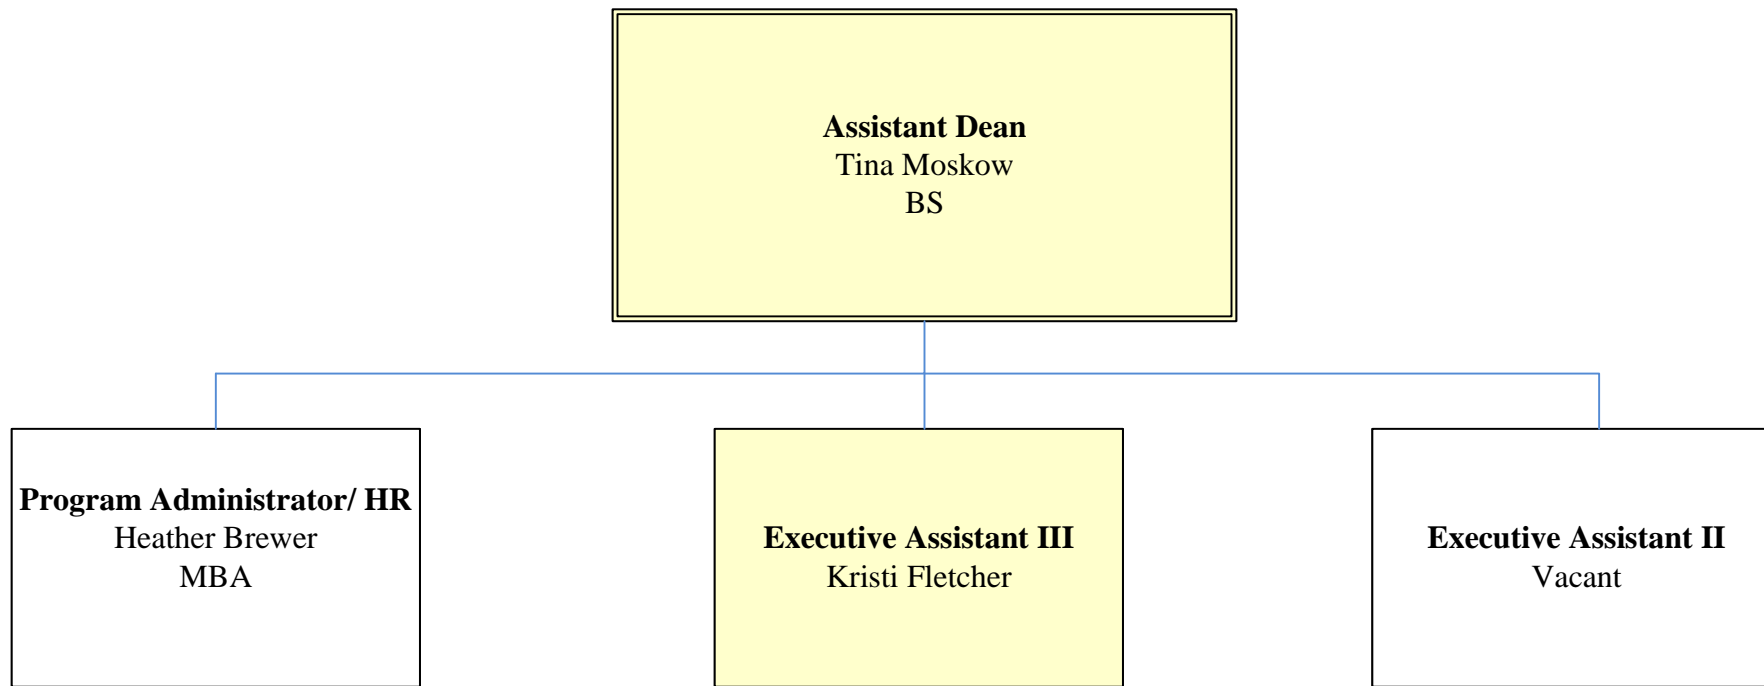 Assistant Dean
Tina Moskow
BS
Program Administrator/ HR
Heather Brewer
MBA
Executive Assistant III
Kristi Fletcher
Executive Assistant II
Vacant